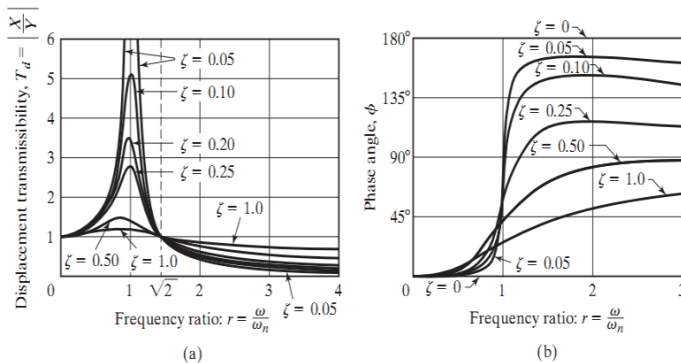 Displacement transmissibility, T_d = |X/Y|
6
5
4
3
2
1
0
1
√2
2
3
4
ζ = 0.05
ζ = 0.10
ζ = 0.20
ζ = 0.25
ζ = 1.0
ζ = 0.50
ζ = 1.0
ζ = 0.05
Frequency ratio: r = ω/ω_n
(a)
Phase angle, ϕ
180°
135°
90°
45°
0
1
2
3
ζ = 0
ζ = 0.05
ζ = 0.10
ζ = 0.25
ζ = 0.50
ζ = 1.0
ζ = 0.05
ζ = 0
Frequency ratio: r = ω/ω_n
(b)